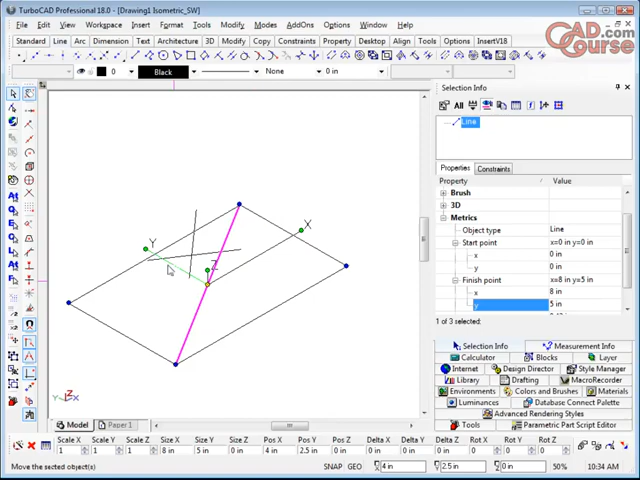 TurboCAD Professional 18.1 - [Drawing1 Isometric_SW]
File Edit View Workspace Insert Format Tools Modify Modes AddOns Options Window Help
CAD.com
Course
Standard Line Arc Dimension Architecture 3D Modify Copy Constraints Property Desktop Align Tools InsertV18
0 Black None 0 in
Selection Info
All
Line
Properties Constraints
Property Value
Brush
3D
Metrics
Object type: Line
Start point x=0 in y=0 in
x 0 in
y 0 in
Finish point x=8 in y=5 in
x 8 in
y 5 in
1 of 3 selected:
Y
X
Z
Selection Info Measurement Info
Calculator Blocks Layer
Internet Design Director Style Manager
Library Drafting MacroRecorder
Environments Colors and Brushes Materials
Luminances Database Connect Palette
Advanced Rendering Styles
Tools Parametric Part Script Editor
Model Paper 1
Scale X Scale Y Scale Z Size X Size Y Pos X Pos Y Pos Z Delta X Delta Y Delta Z Rot X Rot Y Rot Z
1 1 1 8 in 5 in 4 in 2.5 in 0 in 0 in 0 in 0 in 0 0 0
Move the sected object(s) SNAP GEO 4 in 2.5 in 0 in 50% 10:34 AM